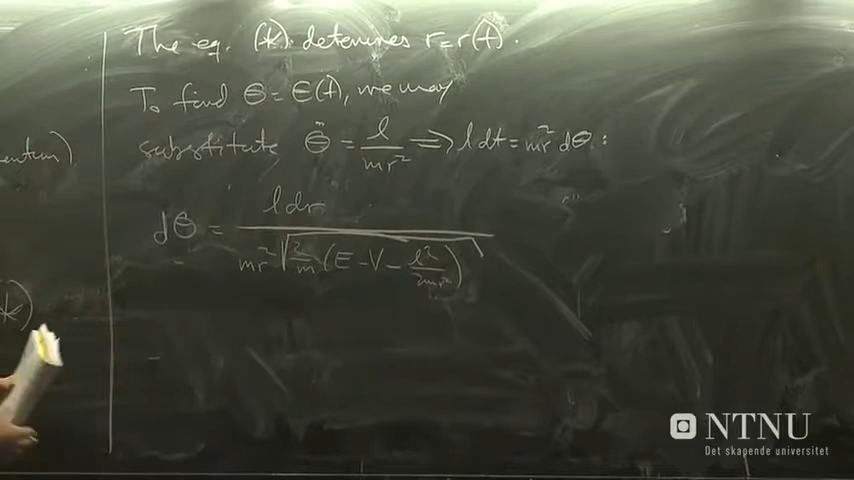 The eq. (*) determines r=r(t).
To find Θ=Θ(t), we may
substitute Θ̇ = l/mr² ⟹ l dt = mr² dΘ :
entum)
dΘ = l dr / mr² √(2/m (E - V - l²/2mr²))
*)
NTNU
Det skapende universitet